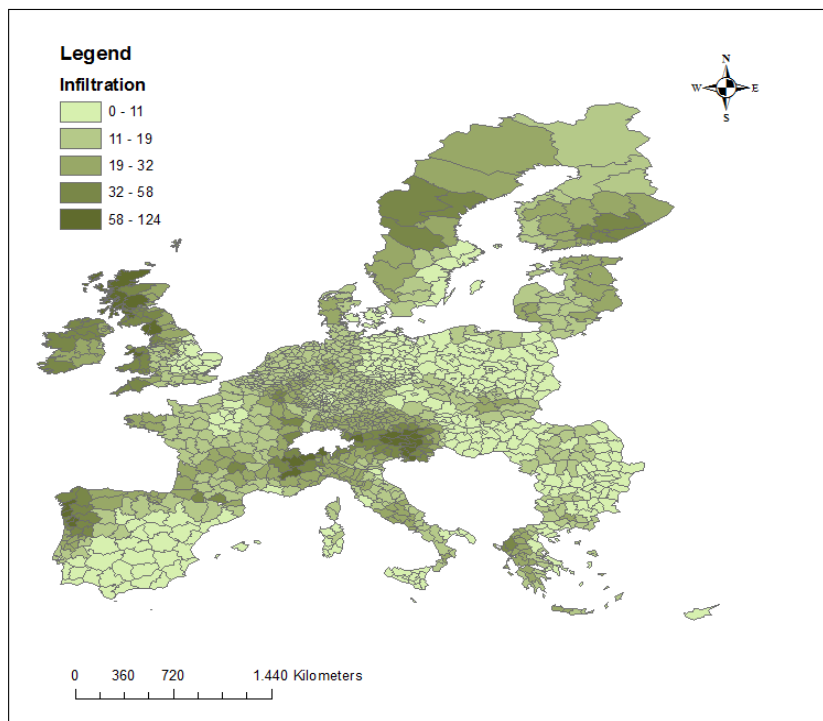 Legend
Infiltration
0 - 11
11 - 19
19 - 32
32 - 58
58 - 124
N
W E
S
0 360 720 1.440 Kilometers